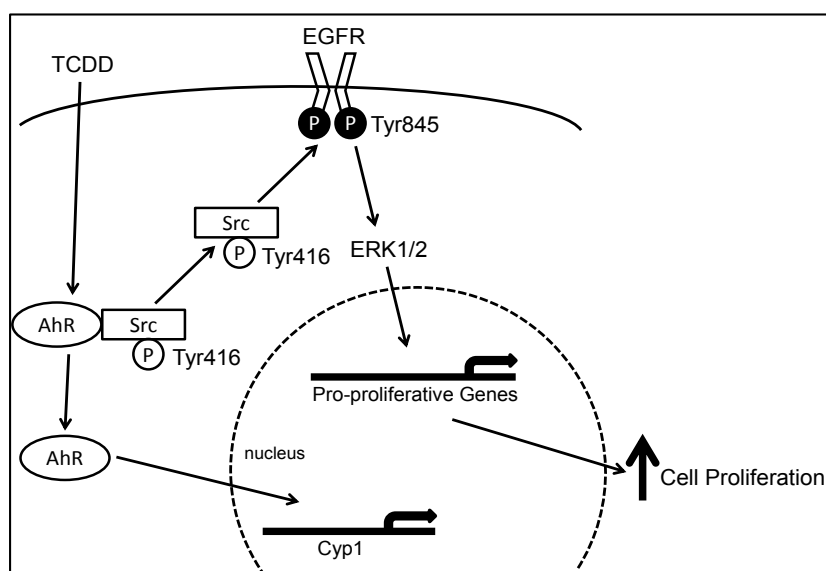 EGFR
TCDD
P P Tyr845
Src
P Tyr416
ERK1/2
AhR Src
P Tyr416
Pro-proliferative Genes
AhR
nucleus
Cell Proliferation
Cyp1